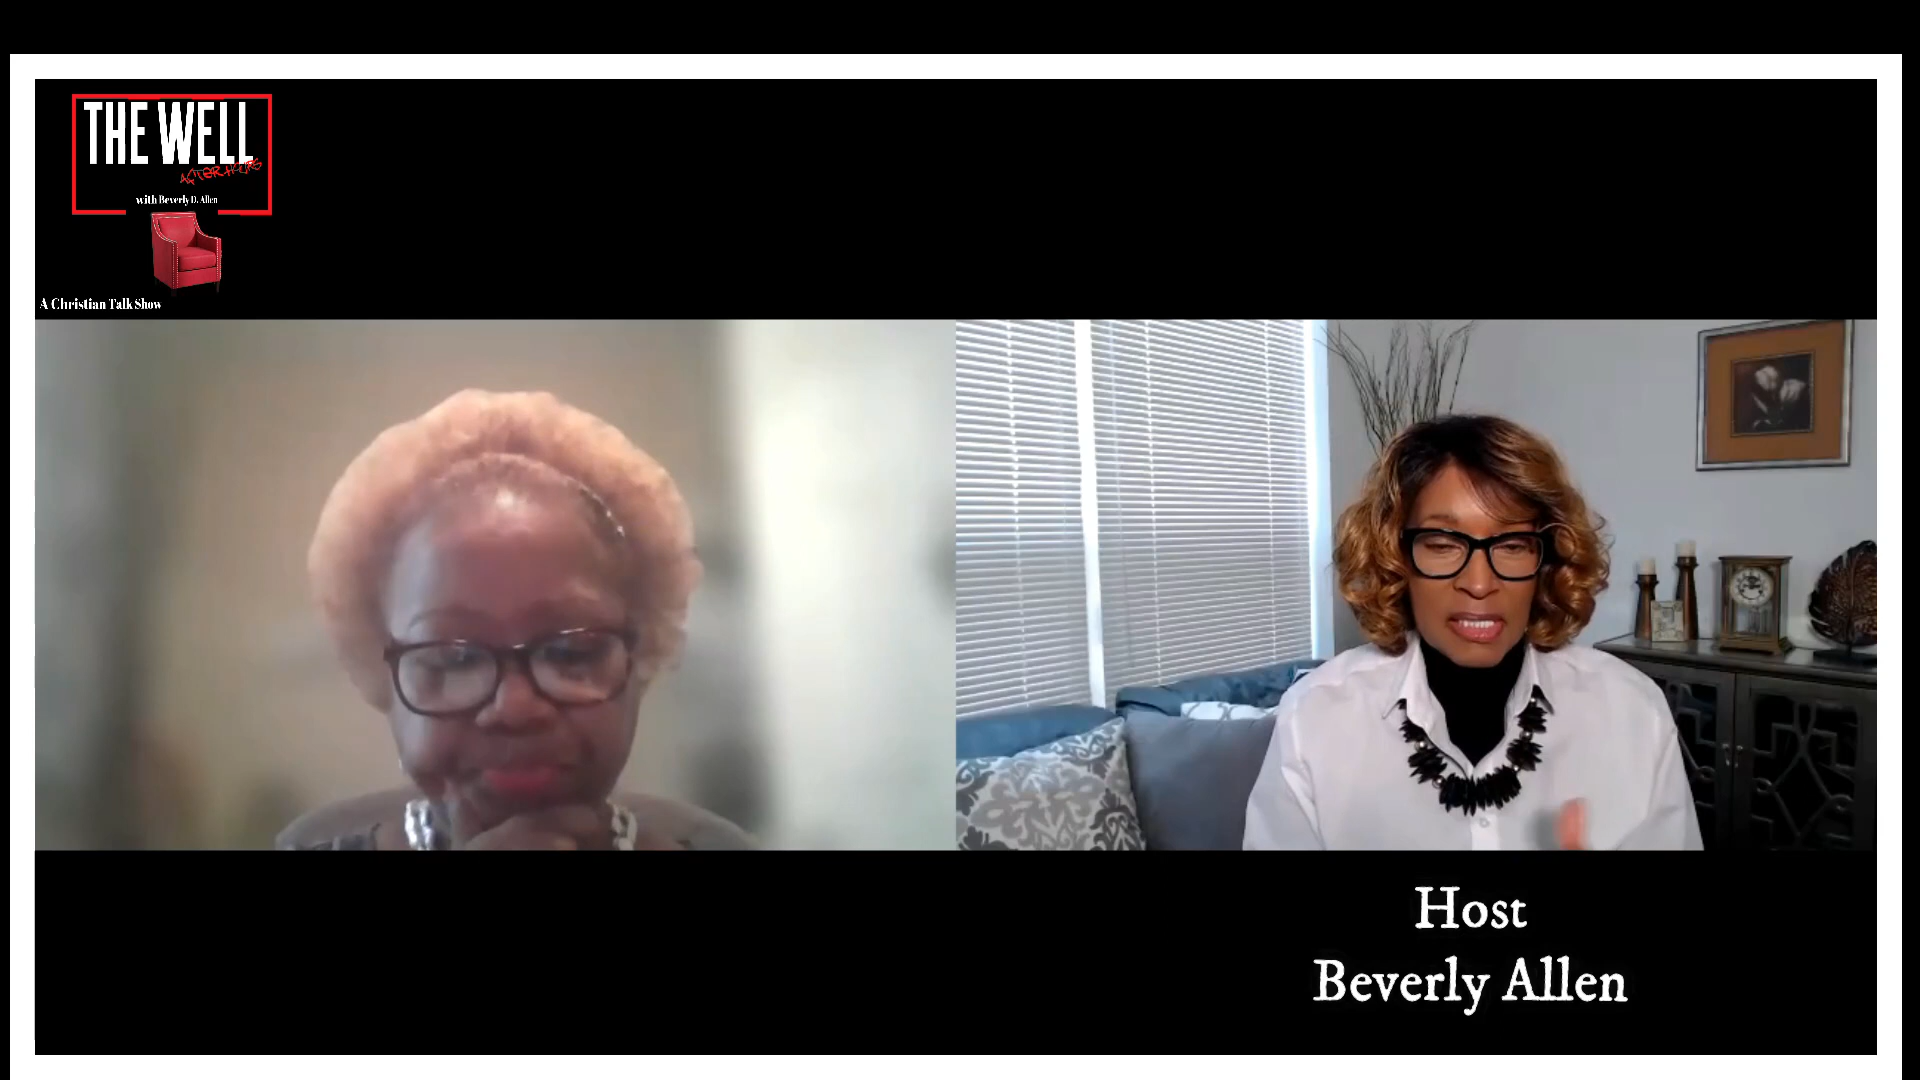 THE WELL
AFTER HOURS
with Beverly D. Allen
A Christian Talk Show
Host
Beverly Allen